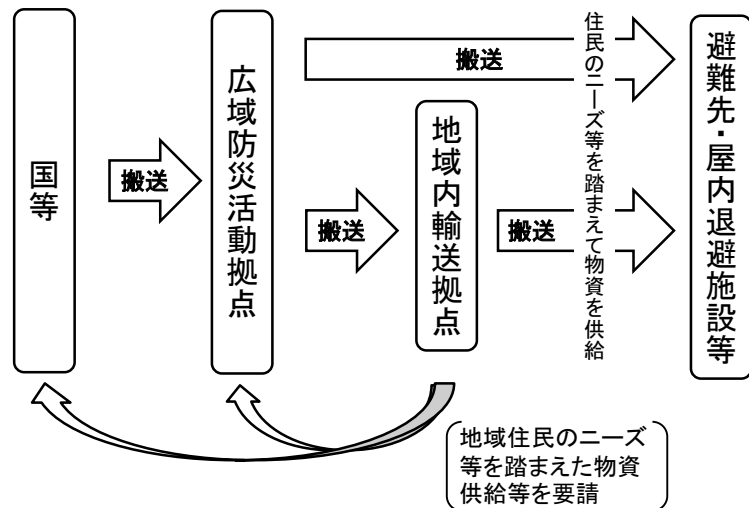 国等
搬送
広域防災活動拠点
搬送
搬送
地域内輸送拠点
搬送
住民のニーズ等を踏まえて物資を供給
避難先・屋内退避施設等
地域住民のニーズ
等を踏まえた物資
供給等を要請